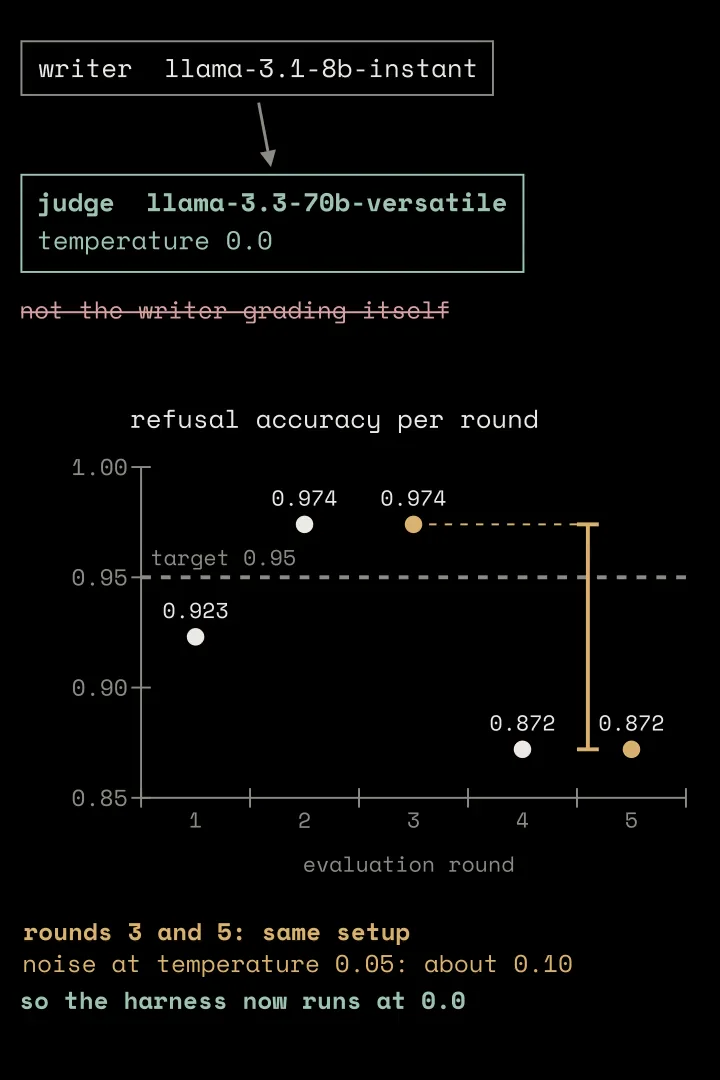 writer  llama-3.1-8b-instant
judge  llama-3.3-70b-versatile
temperature 0.0
not the writer grading itself
refusal accuracy per round
1.00
0.974 0.974
target 0.95
0.95
0.923
0.90
0.872 0.872
0.85
1 2 3 4 5
evaluation round
rounds 3 and 5: same setup
noise at temperature 0.05: about 0.10
so the harness now runs at 0.0